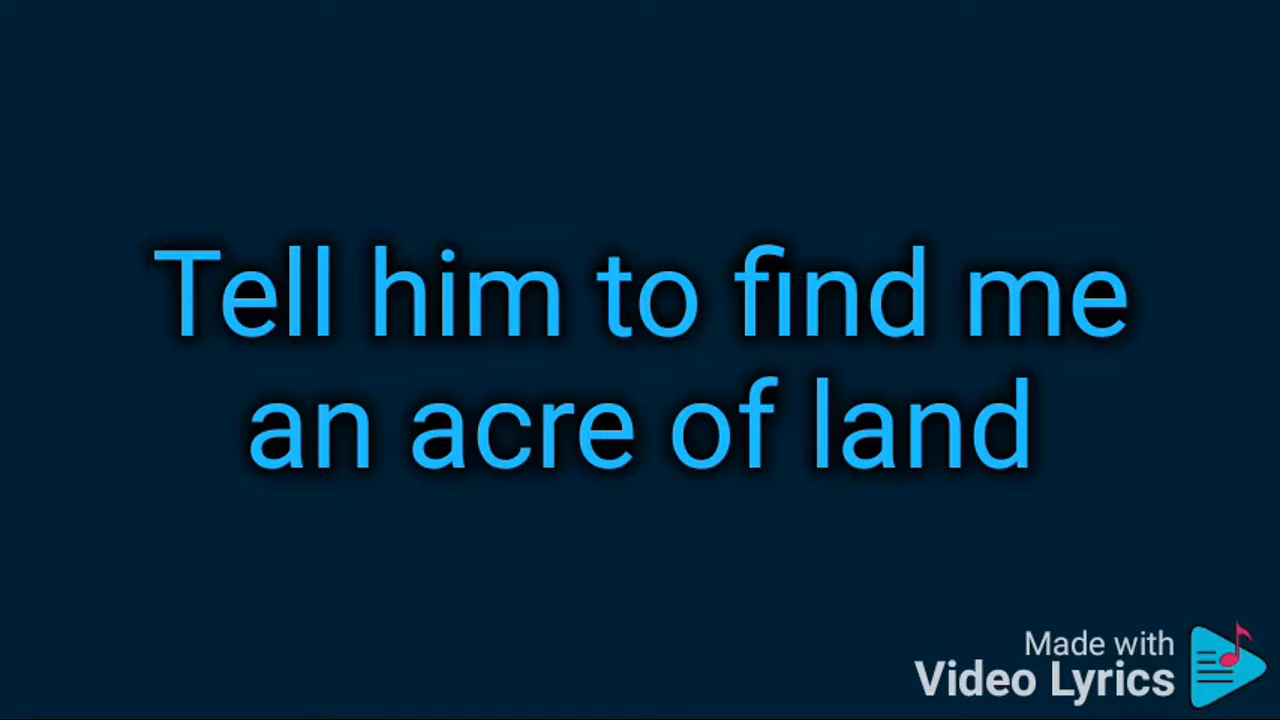 Tell him to find me
an acre of land
Made with
Video Lyrics